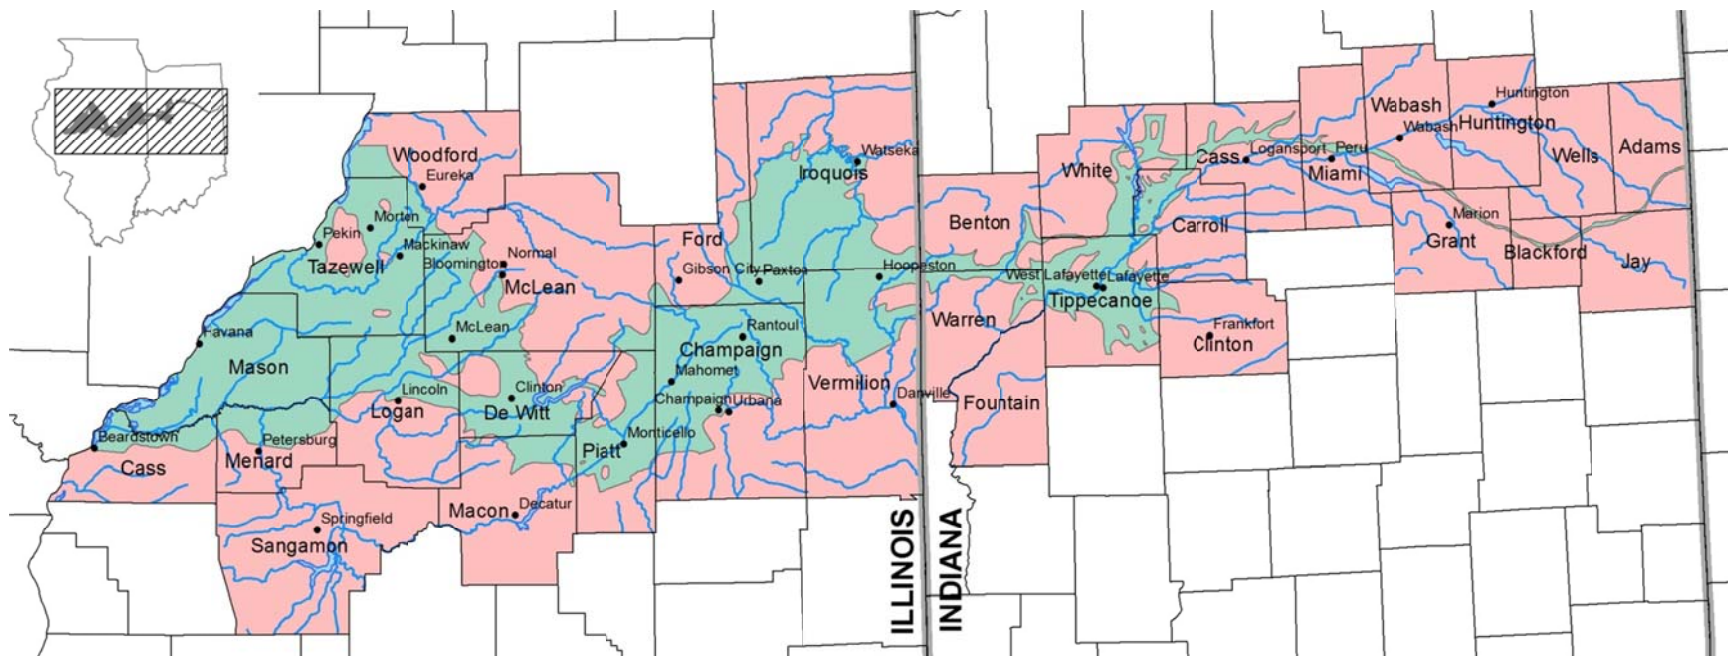 Huntington
Wabash
Huntington
Wabash
Woodford
Eureka
Watseka
Iroquois
White
Cass
Logansport
Peru
Miami
Wells
Adams
Morton
Pekin
Mackinaw
Tazewell
Bloomington
Normal
McLean
Ford
Gibson City
Paxton
Hoopeston
Benton
Carroll
Marion
Grant
Blackford
Jay
West Lafayette
Lafayette
Tippecanoe
Favana
McLean
Mason
Rantoul
Champaign
Mahomet
Warren
Frankfort
Clinton
Lincoln
Logan
Clinton
De Witt
Champaign
Urbana
Vermilion
Danville
Fountain
Beardstown
Cass
Petersburg
Menard
Monticello
Piatt
Macon
Decatur
Springfield
Sangamon
ILLINOIS
INDIANA